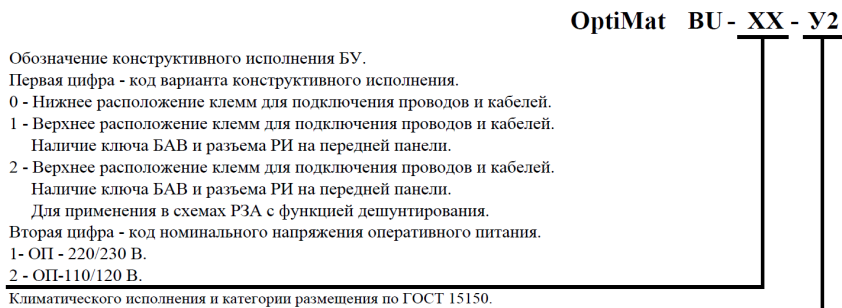 OptiMat BU - XX - У2
Обозначение конструктивного исполнения БУ.
Первая цифра - код варианта конструктивного исполнения.
0 - Нижнее расположение клемм для подключения проводов и кабелей.
1 - Верхнее расположение клемм для подключения проводов и кабелей.
Наличие ключа БАВ и разъема РИ на передней панели.
2 - Верхнее расположение клемм для подключения проводов и кабелей.
Наличие ключа БАВ и разъема РИ на передней панели.
Для применения в схемах РЗА с функцией дешунтирования.
Вторая цифра - код номинального напряжения оперативного питания.
1- ОП - 220/230 В.
2 - ОП-110/120 В.
Климатического исполнения и категории размещения по ГОСТ 15150.